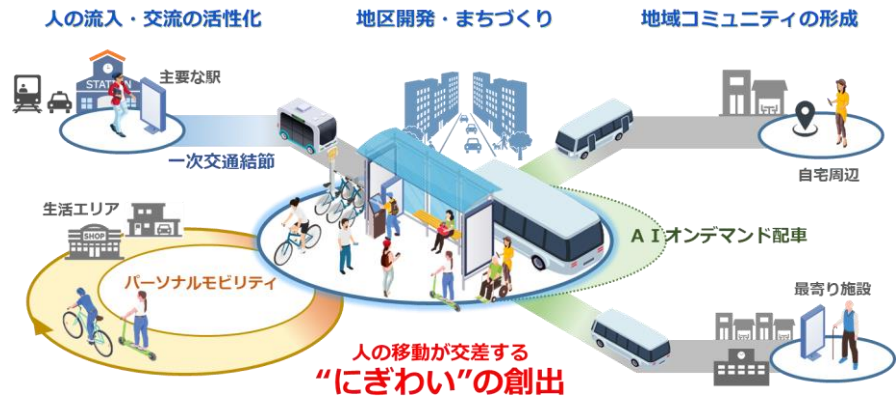 人の流入・交流の活性化
地区開発・まちづくり
地域コミュニティの形成
STATION
主要な駅
一次交通結節
自宅周辺
生活エリア
SHOP
パーソナルモビリティ
ＡＩオンデマンド配車
最寄り施設
人の移動が交差する
“にぎわい”の創出